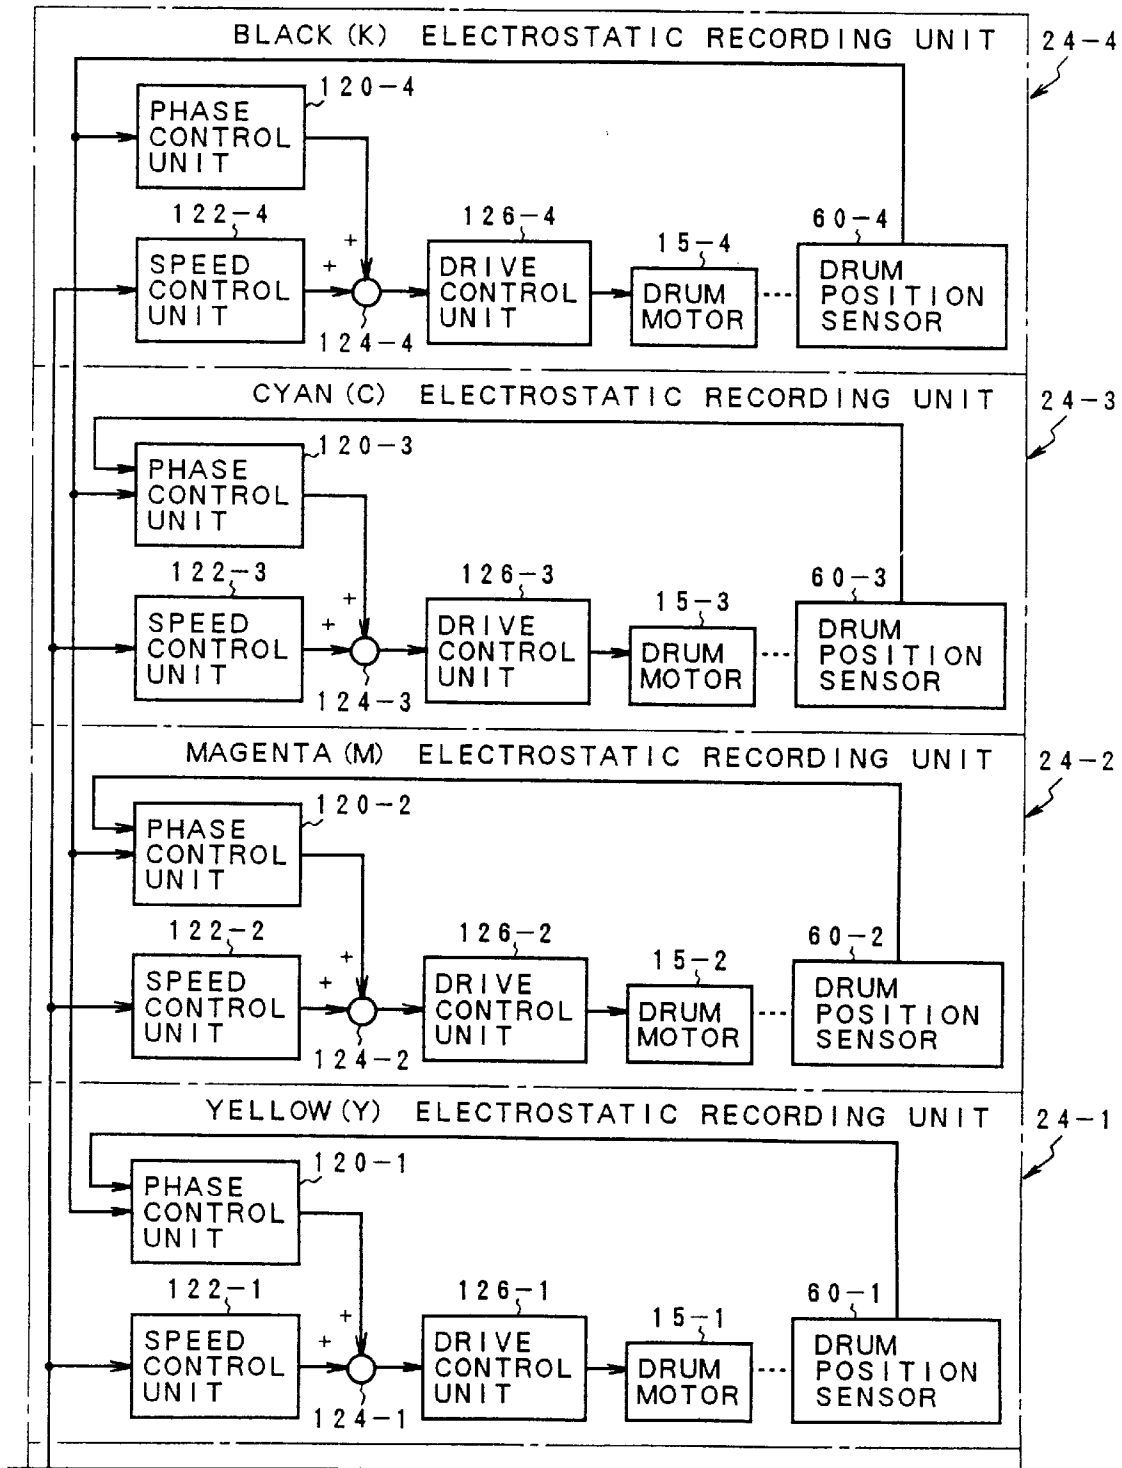 BLACK (K) ELECTROSTATIC RECORDING UNIT
24-4
120-4
PHASE
CONTROL
UNIT
122-4
SPEED
CONTROL
UNIT
+
+
124-4
126-4
DRIVE
CONTROL
UNIT
15-4
DRUM
MOTOR
60-4
DRUM
POSITION
SENSOR
CYAN (C) ELECTROSTATIC RECORDING UNIT
24-3
120-3
PHASE
CONTROL
UNIT
122-3
SPEED
CONTROL
UNIT
+
+
124-3
126-3
DRIVE
CONTROL
UNIT
15-3
DRUM
MOTOR
60-3
DRUM
POSITION
SENSOR
MAGENTA (M) ELECTROSTATIC RECORDING UNIT
24-2
120-2
PHASE
CONTROL
UNIT
122-2
SPEED
CONTROL
UNIT
+
+
124-2
126-2
DRIVE
CONTROL
UNIT
15-2
DRUM
MOTOR
60-2
DRUM
POSITION
SENSOR
YELLOW (Y) ELECTROSTATIC RECORDING UNIT
24-1
120-1
PHASE
CONTROL
UNIT
122-1
SPEED
CONTROL
UNIT
+
+
124-1
126-1
DRIVE
CONTROL
UNIT
15-1
DRUM
MOTOR
60-1
DRUM
POSITION
SENSOR